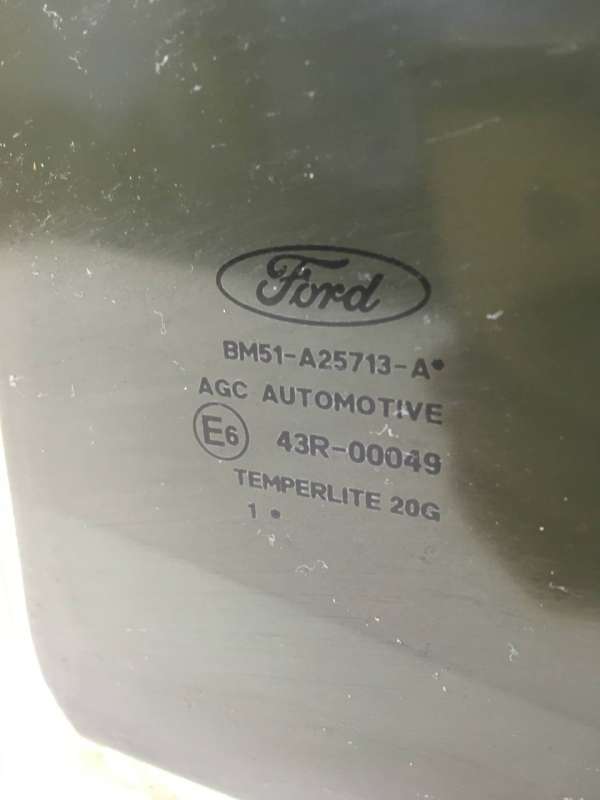 Ford
BM51-A25713-A•
AGC AUTOMOTIVE
E6 43R-00049
TEMPERLITE 20G
1 •